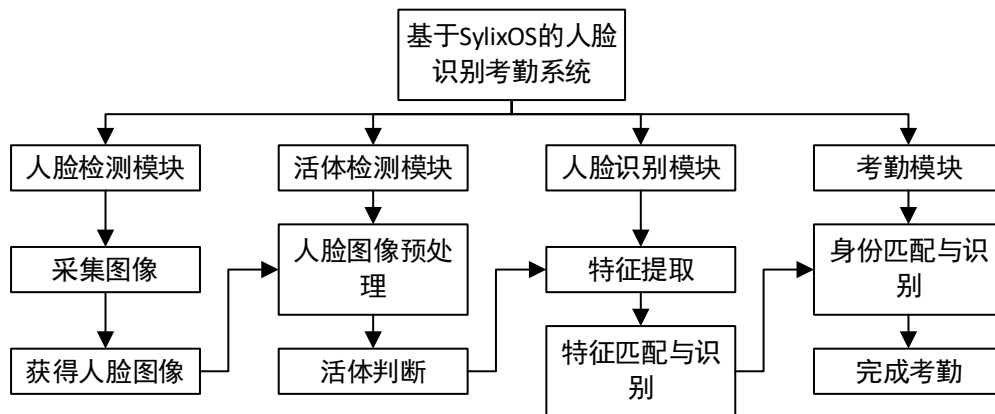 基于SylixOS的人脸
识别考勤系统
人脸检测模块
活体检测模块
人脸识别模块
考勤模块
采集图像
人脸图像预处
理
特征提取
身份匹配与识
别
获得人脸图像
活体判断
特征匹配与识
别
完成考勤